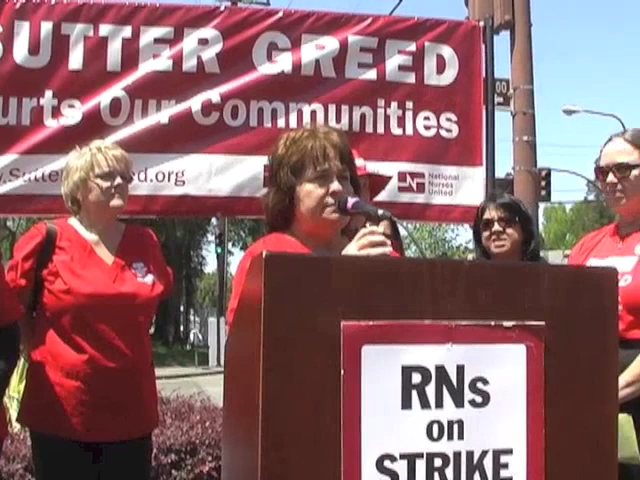 SUTTER GREED
urts Our Communities
National
Nurses
United
RNs
on
STRIKE